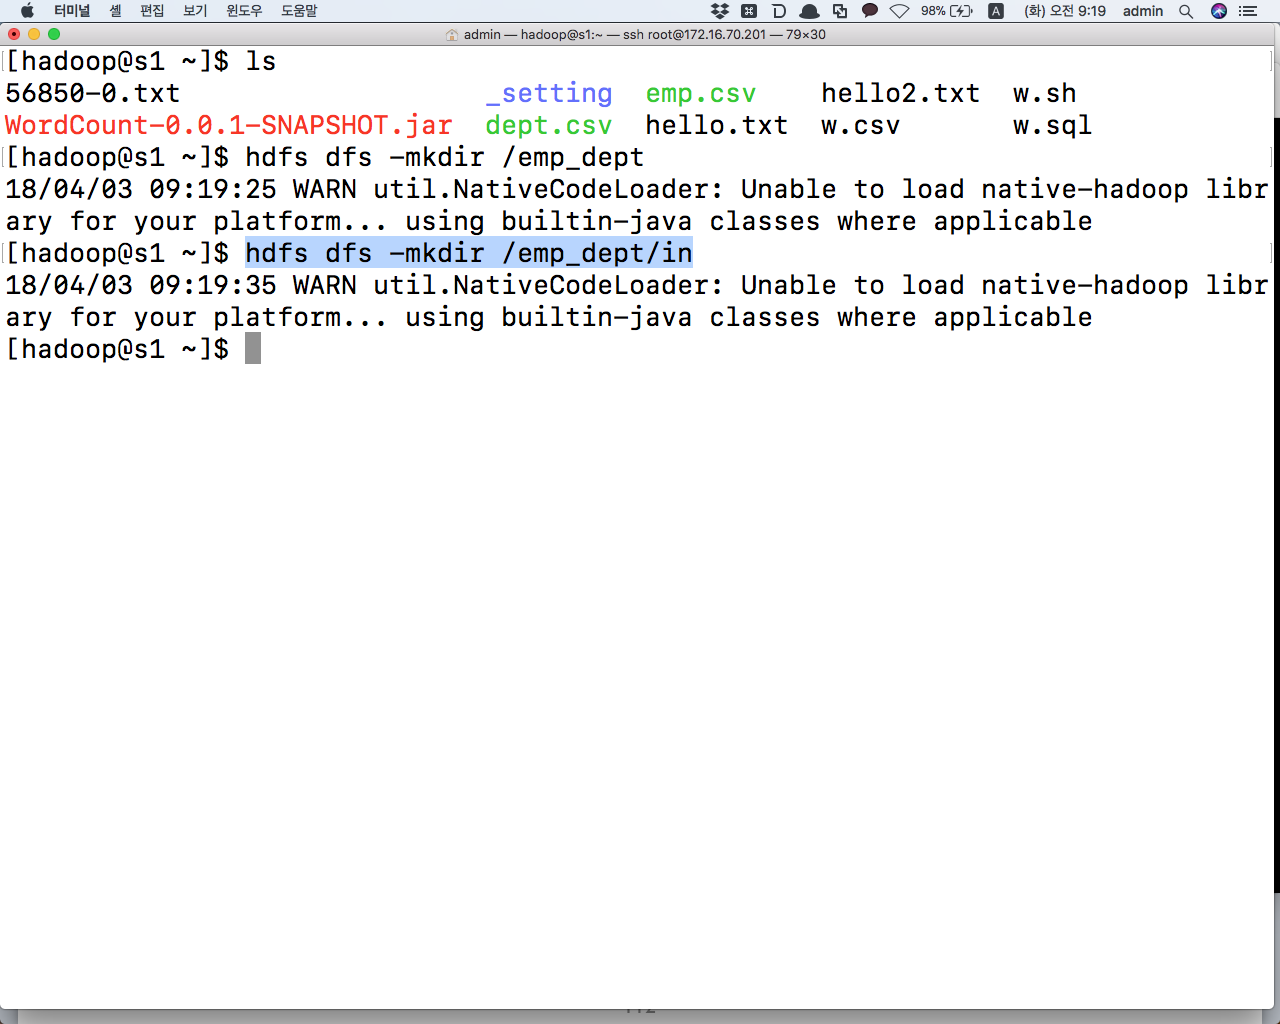 터미널 셸 편집 보기 윈도우 도움말 98% A (화) 오전 9:19 admin
admin — hadoop@s1:~ — ssh root@172.16.70.201 — 79×30
[hadoop@s1 ~]$ ls
56850-0.txt _setting emp.csv hello2.txt w.sh
WordCount-0.0.1-SNAPSHOT.jar dept.csv hello.txt w.csv w.sql
[hadoop@s1 ~]$ hdfs dfs -mkdir /emp_dept
18/04/03 09:19:25 WARN util.NativeCodeLoader: Unable to load native-hadoop libr
ary for your platform... using builtin-java classes where applicable
[hadoop@s1 ~]$ hdfs dfs -mkdir /emp_dept/in
18/04/03 09:19:35 WARN util.NativeCodeLoader: Unable to load native-hadoop libr
ary for your platform... using builtin-java classes where applicable
[hadoop@s1 ~]$